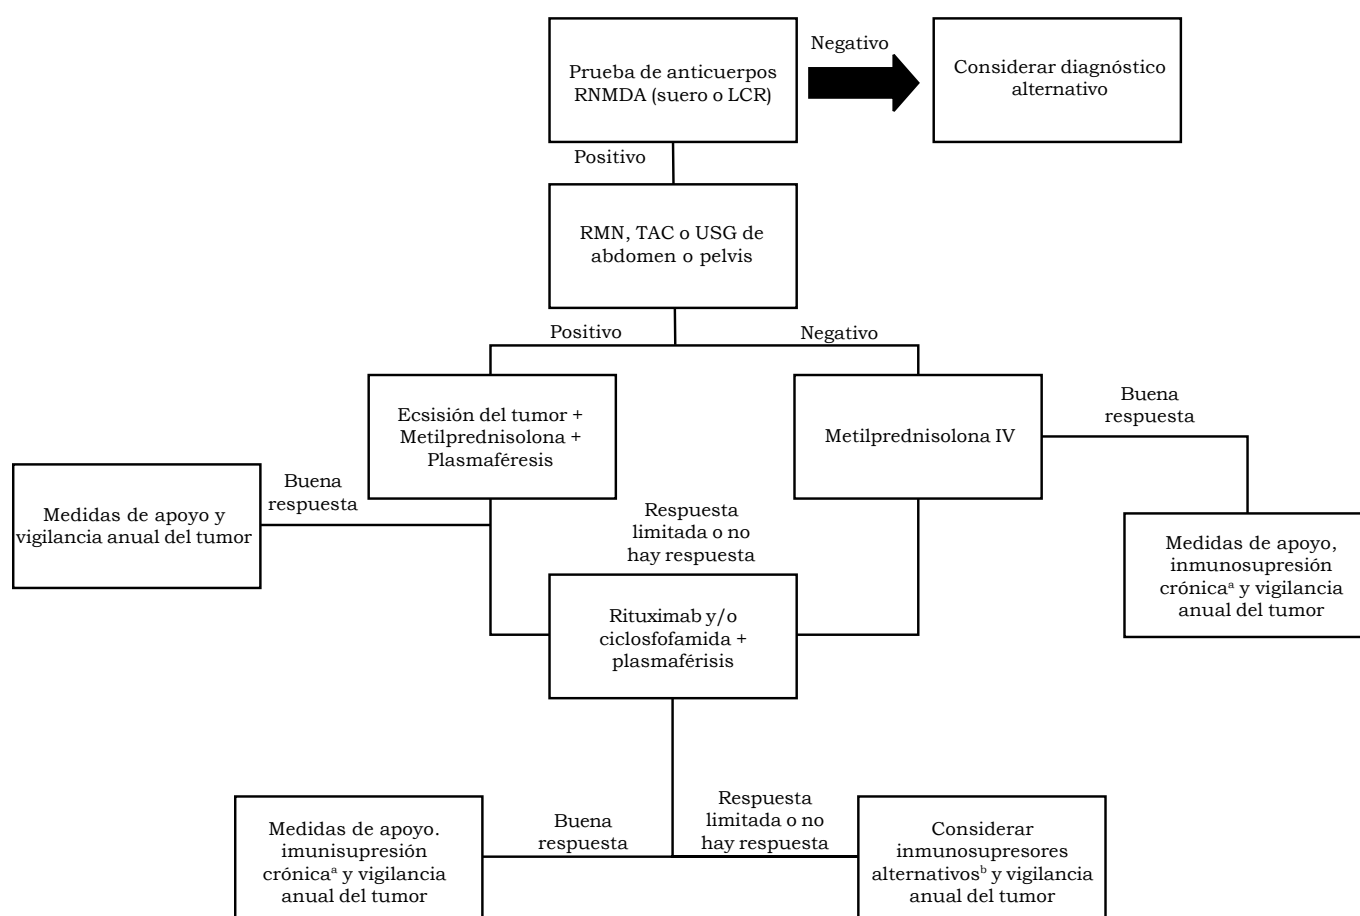 Negativo
Prueba de anticuerpos
RNMDA (suero o LCR)
Considerar diagnóstico
alternativo
Positivo
RMN, TAC o USG de
abdomen o pelvis
Positivo
Negativo
Ecsisión del tumor +
Metilprednisolona +
Plasmaféresis
Metilprednisolona IV
Buena
respuesta
Buena
respuesta
Medidas de apoyo y
vigilancia anual del tumor
Respuesta
limitada o no
hay respuesta
Medidas de apoyo,
inmunosupresión
crónicaᵃ y vigilancia
anual del tumor
Rituximab y/o
ciclosfofamida +
plasmaférisis
Medidas de apoyo.
imunisupresión
crónicaᵃ y vigilancia
anual del tumor
Buena
respuesta
Respuesta
limitada o no
hay respuesta
Considerar
inmunosupresores
alternativosᵇ y vigilancia
anual del tumor